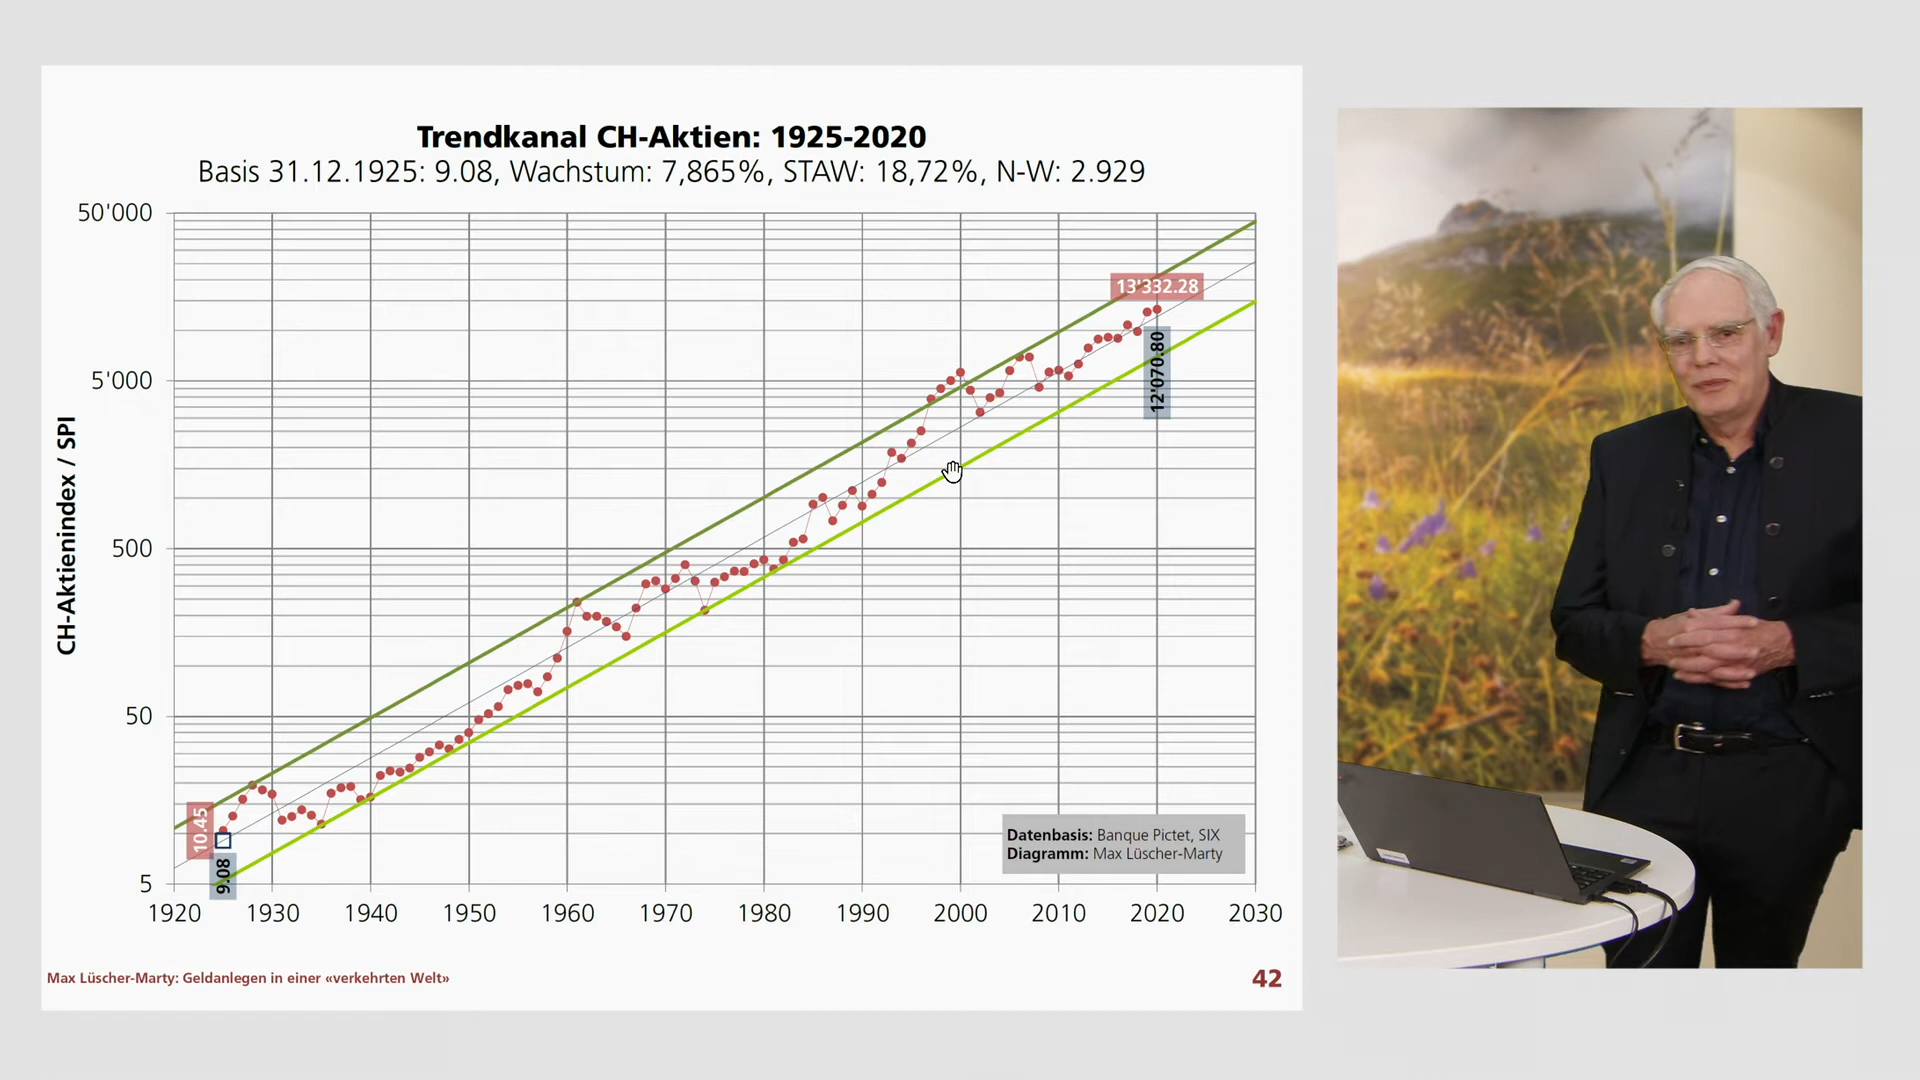 Trendkanal CH-Aktien: 1925-2020
Basis 31.12.1925: 9.08, Wachstum: 7,865%, STAW: 18,72%, N-W: 2.929
50'000
5'000
500
50
5
CH-Aktienindex / SPI
13'332.28
12'070.80
10.45
9.08
Datenbasis: Banque Pictet, SIX
Diagramm: Max Lüscher-Marty
1920 1930 1940 1950 1960 1970 1980 1990 2000 2010 2020 2030
Max Lüscher-Marty: Geldanlegen in einer «verkehrten Welt»
42